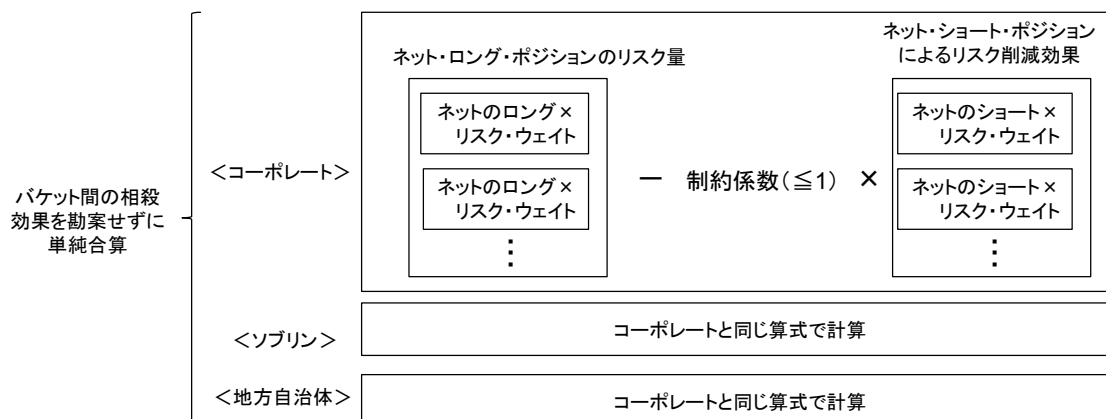 バケット間の相殺
効果を勘案せずに
単純合算
＜コーポレート＞
ネット・ロング・ポジションのリスク量
ネットのロング×
リスク・ウェイト
ネットのロング×
リスク・ウェイト
⋮
－ 制約係数（≦１） ×
ネット・ショート・ポジション
によるリスク削減効果
ネットのショート×
リスク・ウェイト
ネットのショート×
リスク・ウェイト
⋮
＜ソブリン＞
コーポレートと同じ算式で計算
＜地方自治体＞
コーポレートと同じ算式で計算